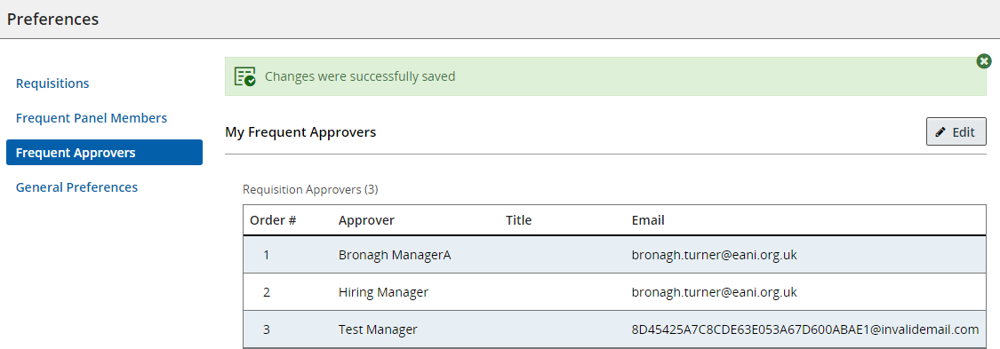 Preferences
Requisitions
Frequent Panel Members
Frequent Approvers
General Preferences
Changes were successfully saved
My Frequent Approvers
Edit
Requisition Approvers (3)
Order # Approver Title Email
1 Bronagh ManagerA bronagh.turner@eani.org.uk
2 Hiring Manager bronagh.turner@eani.org.uk
3 Test Manager 8D45425A7C8CDE63E053A67D600ABAE1@invalidemail.com